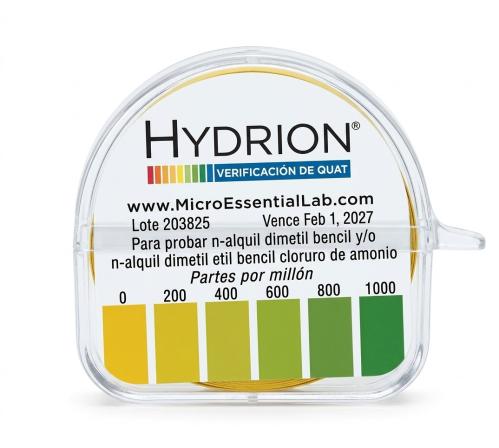 HYDRION®
VERIFICACIÓN DE QUAT
www.MicroEssentialLab.com
Lote 203825 Vence Feb 1, 2027
Para probar n-alquil dimetil bencil y/o
n-alquil dimetil etil bencil cloruro de amonio
Partes por millón
0 200 400 600 800 1000